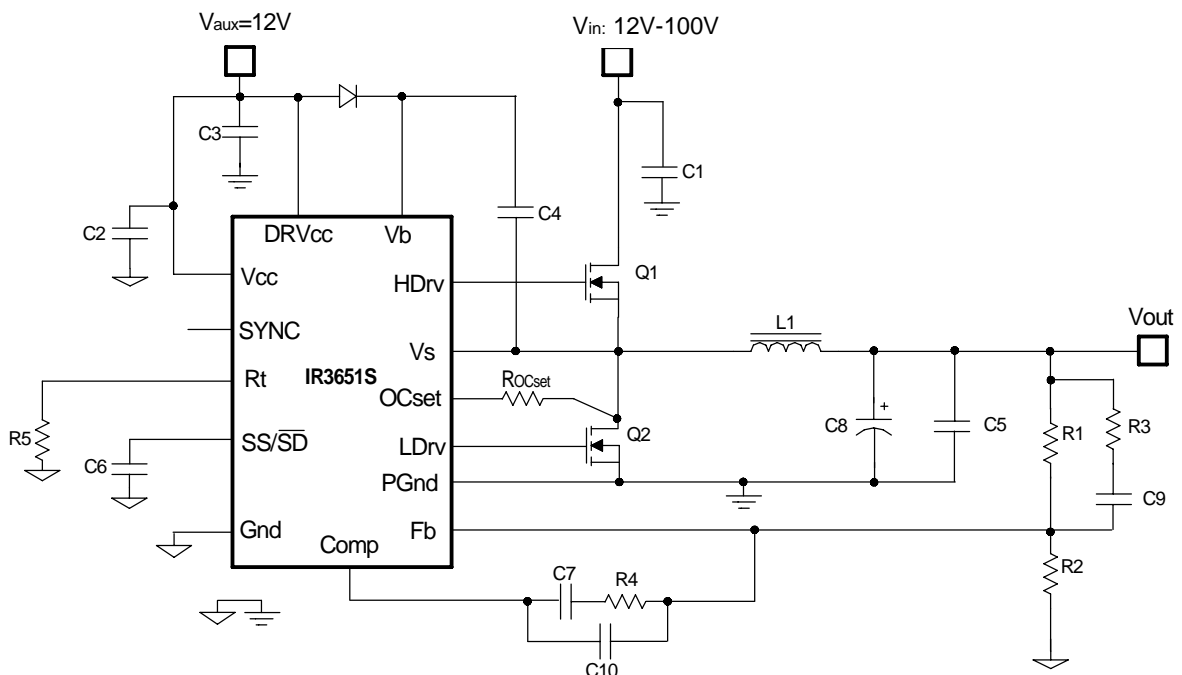 Vaux=12V
Vin: 12V-100V
C3
C1
C2
C4
DRVcc
Vb
Vcc
HDrv
Q1
SYNC
L1
Vout
Vs
IR3651S
Rt
OCset
ROCset
R5
SS/SD
C6
LDrv
Q2
C8
+
C5
R1
R3
PGnd
C9
Gnd
Comp
Fb
C7
R4
R2
C10